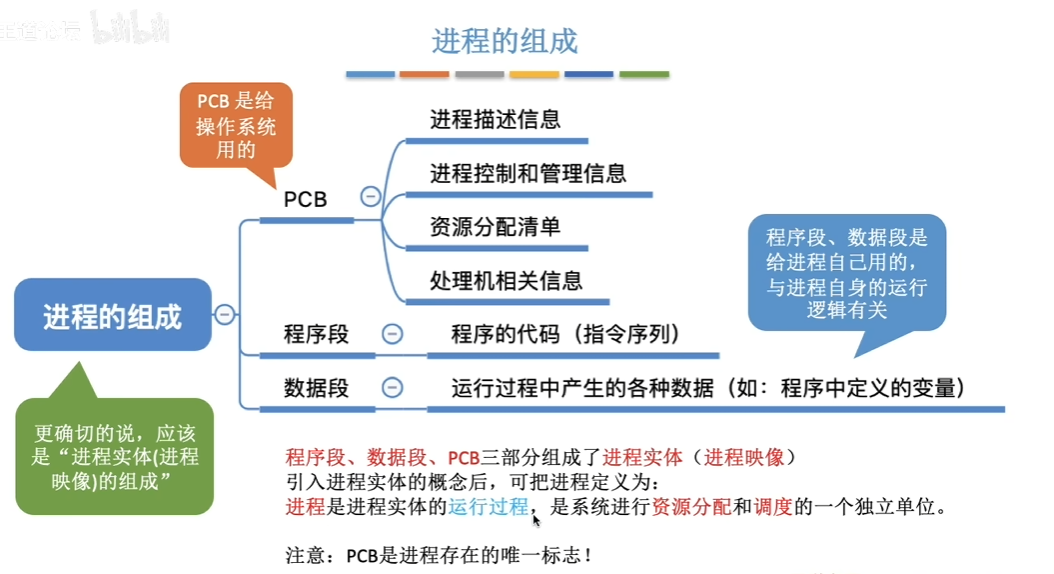 bilibili
进程的组成
PCB 是给
操作系统
用的
进程描述信息
进程控制和管理信息
PCB
资源分配清单
处理机相关信息
程序段、数据段是
给进程自己用的，
与进程自身的运行
逻辑有关
进程的组成
程序段
程序的代码（指令序列）
数据段
运行过程中产生的各种数据（如：程序中定义的变量）
更确切的说，应该
是“进程实体(进程
映像)的组成”
程序段、数据段、PCB三部分组成了进程实体（进程映像）
引入进程实体的概念后，可把进程定义为：
进程是进程实体的运行过程，是系统进行资源分配和调度的一个独立单位。
注意：PCB是进程存在的唯一标志！